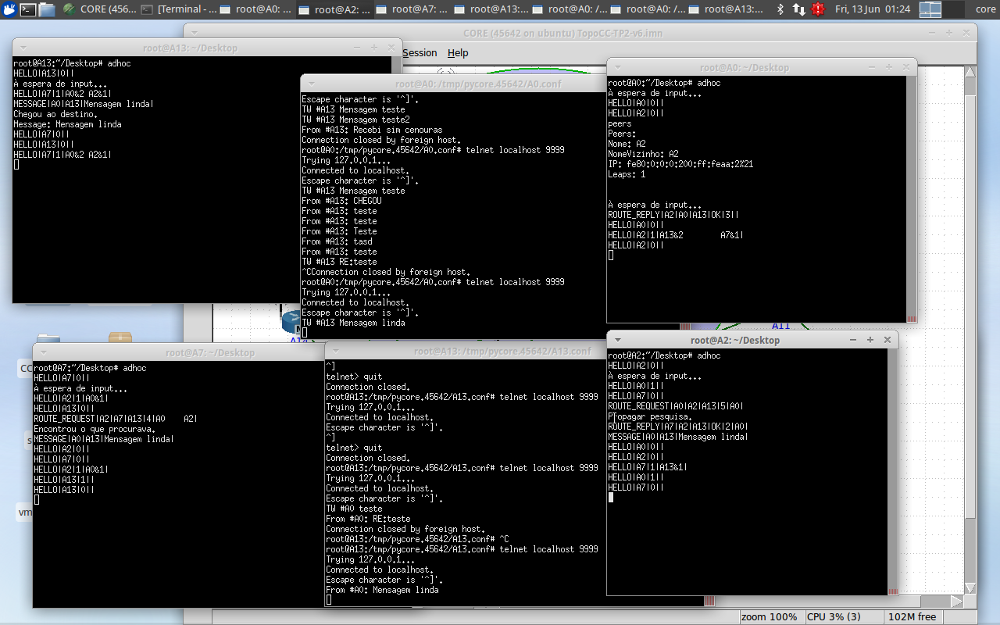 CORE (456...
[Terminal - ...
root@A0: ...
root@A2: ...
root@A7: ...
root@A13:...
root@A0: /...
root@A0: /...
root@A13:...
Fri, 13 Jun 01:24
core
CORE (45642 on ubuntu) TopoCC-TP2-v6.imn
Session Help
root@A13: ~/Desktop
root@A13:~/Desktop# adhoc
HELLO|A13|0||
À espera de input...
HELLO|A7|1|A0&2 A2&1|
MESSAGE|A0|A13|Mensagem linda|
Chegou ao destino.
Message: Mensagem linda
HELLO|A7|0||
HELLO|A13|0||
HELLO|A7|1|A0&2 A2&1|
root@A0: /tmp/pycore.45642/A0.conf
Escape character is '^]'.
TW #A13 Mensagem teste
TW #A13 Mensagem teste2
From #A13: Recebi sim cenouras
Connection closed by foreign host.
root@A0:/tmp/pycore.45642/A0.conf# telnet localhost 9999
Trying 127.0.0.1...
Connected to localhost.
Escape character is '^]'.
TW #A13 Mensagem teste
From #A13: CHEGOU
From #A13: teste
From #A13: teste
From #A13: Teste
From #A13: tasd
From #A13: teste
TW #A13 RE:teste
^CConnection closed by foreign host.
root@A0:/tmp/pycore.45642/A0.conf# telnet localhost 9999
Trying 127.0.0.1...
Connected to localhost.
Escape character is '^]'.
TW #A13 Mensagem linda
root@A0: ~/Desktop
root@A0:~/Desktop# adhoc
À espera de input...
HELLO|A0|0||
HELLO|A2|0||
peers
Peers:
Nome: A2
NomeVizinho: A2
IP: fe80:0:0:0:200:ff:feaa:2%21
Leaps: 1
À espera de input...
ROUTE_REPLY|A2|A0|A13|OK|3||
HELLO|A0|0||
HELLO|A2|1|A13&2 A7&1|
HELLO|A2|0||
A11
root@A7: ~/Desktop
root@A7:~/Desktop# adhoc
HELLO|A7|0||
À espera de input...
HELLO|A2|1|A0&1|
HELLO|A13|0||
ROUTE_REQUEST|A2|A7|A13|4|A0 A2|
Encontrou o que procurava.
MESSAGE|A0|A13|Mensagem linda|
HELLO|A2|0||
HELLO|A7|0||
HELLO|A2|1|A0&1|
HELLO|A13|1||
HELLO|A13|0||
root@A13: /tmp/pycore.45642/A13.conf
^]
telnet> quit
Connection closed.
root@A13:/tmp/pycore.45642/A13.conf# telnet localhost 9999
Trying 127.0.0.1...
Connected to localhost.
Escape character is '^]'.
^]
telnet> quit
Connection closed.
root@A13:/tmp/pycore.45642/A13.conf# telnet localhost 9999
Trying 127.0.0.1...
Connected to localhost.
Escape character is '^]'.
TW #A0 teste
From #A0: RE:teste
Connection closed by foreign host.
root@A13:/tmp/pycore.45642/A13.conf# ^C
root@A13:/tmp/pycore.45642/A13.conf# telnet localhost 9999
Trying 127.0.0.1...
Connected to localhost.
Escape character is '^]'.
From #A0: Mensagem linda
root@A2: ~/Desktop
root@A2:~/Desktop# adhoc
HELLO|A2|0||
À espera de input...
HELLO|A0|1||
HELLO|A7|0||
ROUTE_REQUEST|A0|A2|A13|5|A0|
Propagar pesquisa.
ROUTE_REPLY|A7|A2|A13|OK|2|A0|
MESSAGE|A0|A13|Mensagem linda|
HELLO|A0|0||
HELLO|A2|0||
HELLO|A7|1|A13&1|
HELLO|A0|1||
HELLO|A7|0||
CC
vm
zoom 100%
CPU 3% (3)
102M free